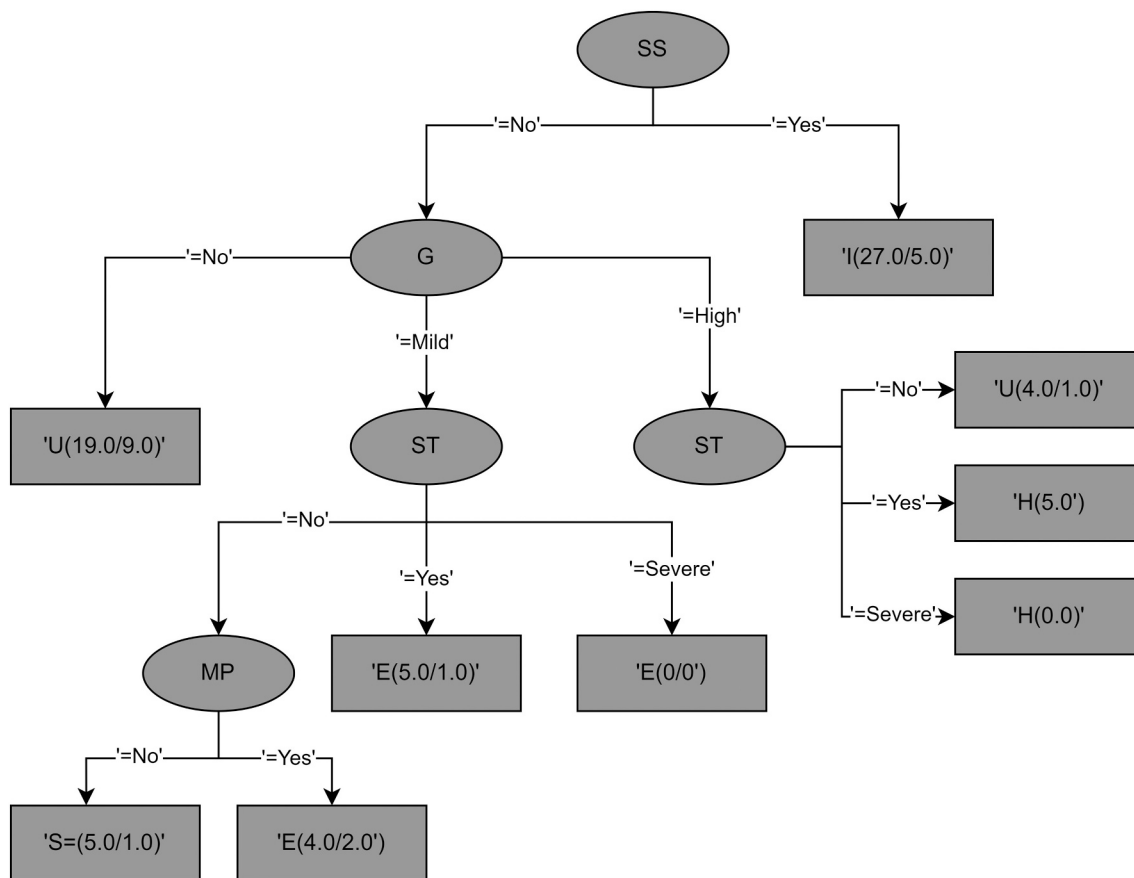 SS
'=No'
'=Yes'
G
'I(27.0/5.0)'
'=No'
'=Mild'
'=High'
'U(19.0/9.0)'
ST
ST
'=No'
'U(4.0/1.0)'
'=Yes'
'H(5.0')
'=Severe'
'H(0.0)'
'=No'
'=Yes'
'=Severe'
MP
'E(5.0/1.0)'
'E(0/0')
'=No'
'=Yes'
'S=(5.0/1.0)'
'E(4.0/2.0')